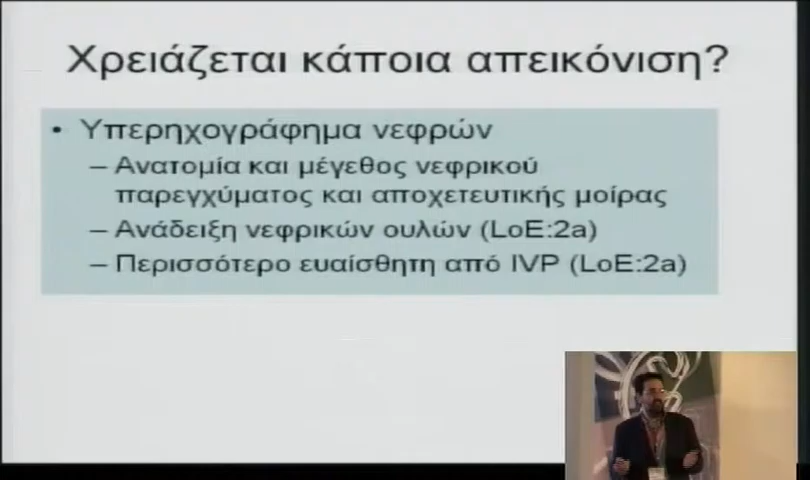 Χρειάζεται κάποια απεικόνιση?
• Υπερηχογράφημα νεφρών
– Ανατομία και μέγεθος νεφρικού
παρεγχύματος και αποχετευτικής μοίρας
– Ανάδειξη νεφρικών ουλών (LoE:2a)
– Περισσότερο ευαίσθητη από IVP (LoE:2a)